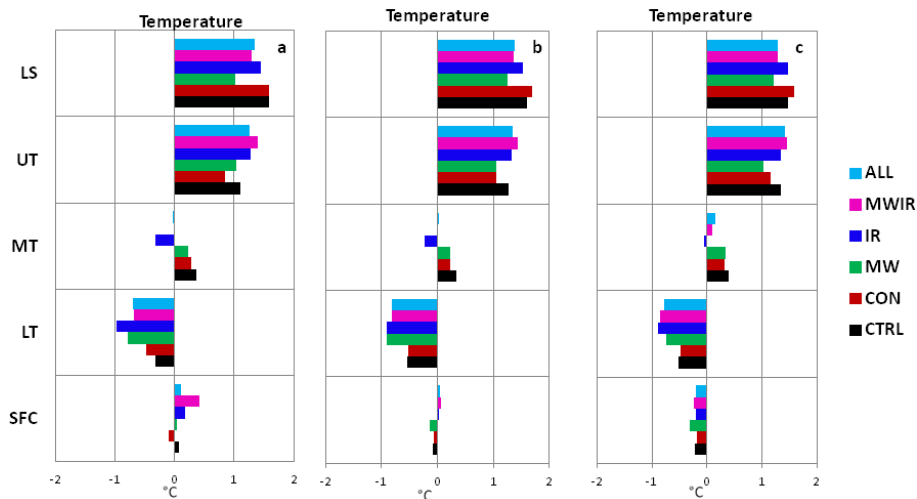 Temperature
Temperature
Temperature
a
b
c
LS
UT
MT
LT
SFC
ALL
MWIR
IR
MW
CON
CTRL
-2 -1 0 1 2
-2 -1 0 1 2
-2 -1 0 1 2
°C
°C
°C